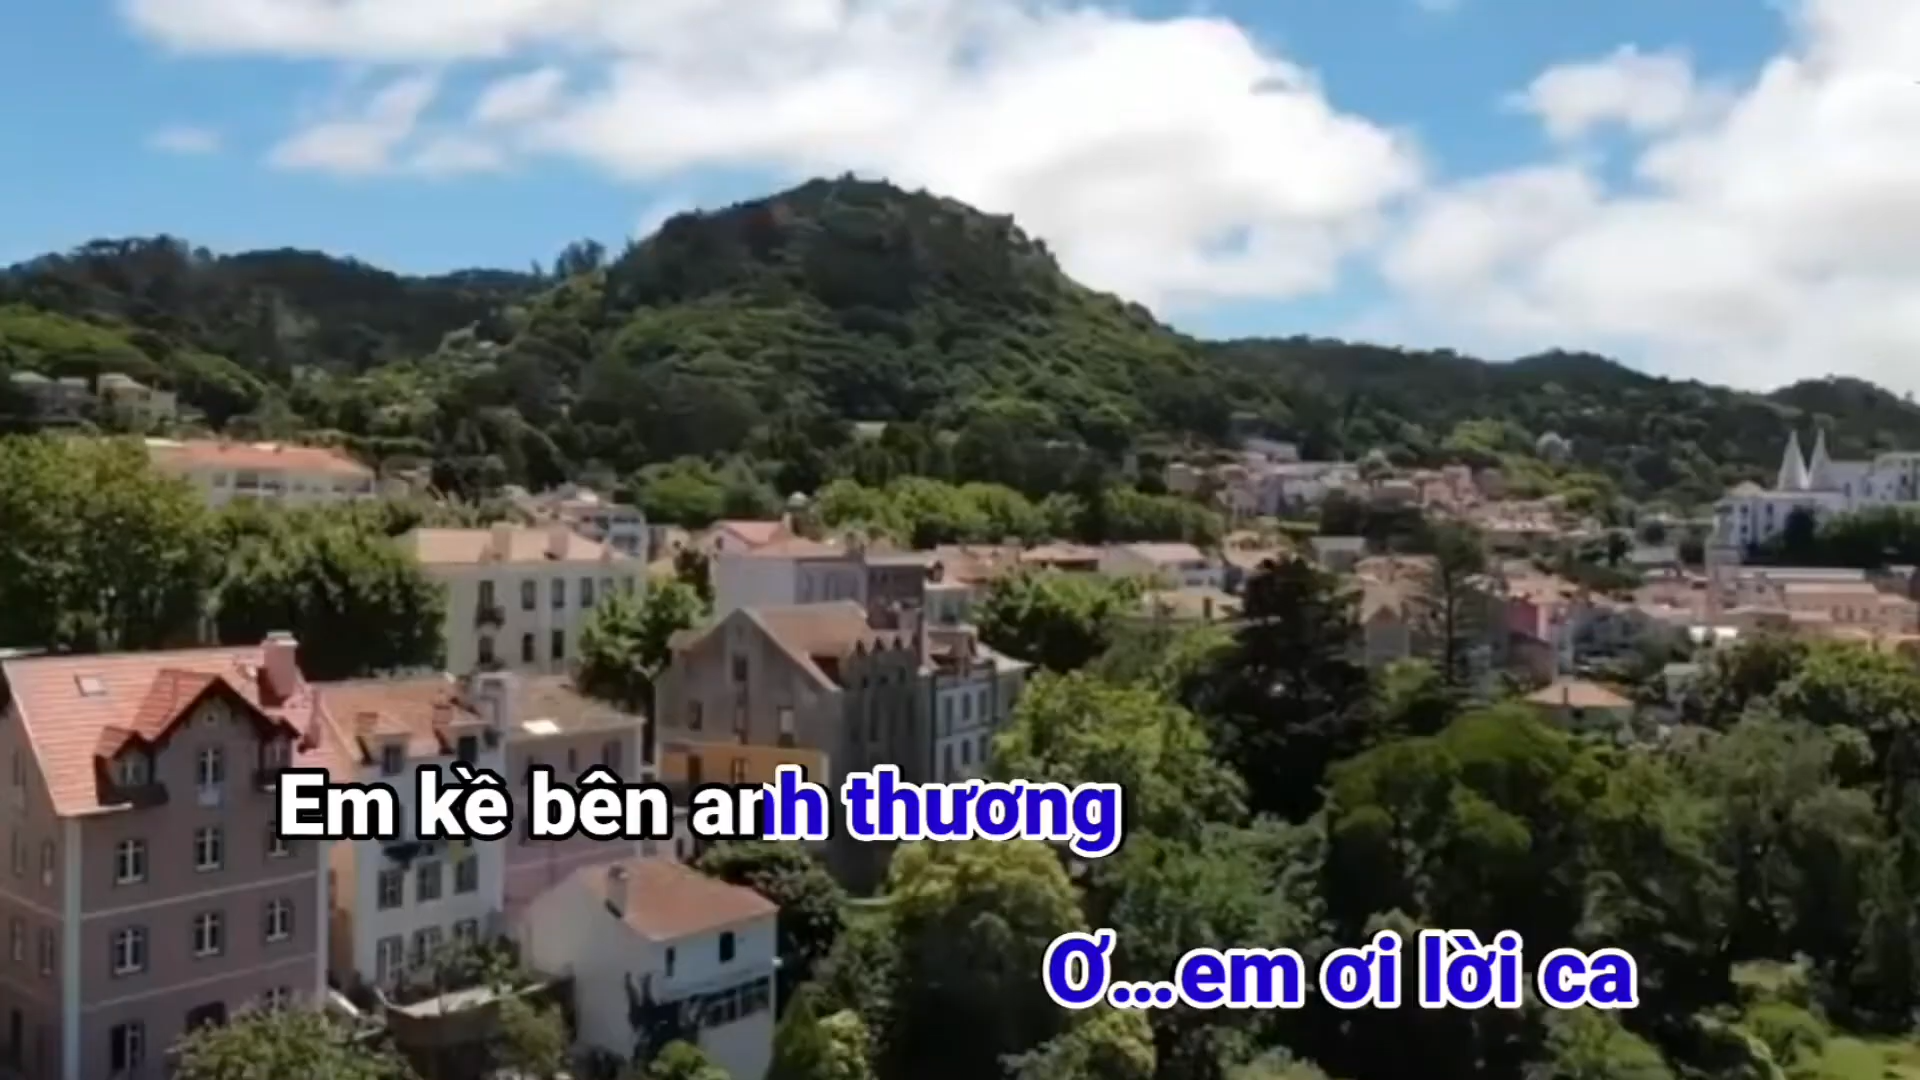 Em kề bên anh thương
Ơ...em ơi lời ca